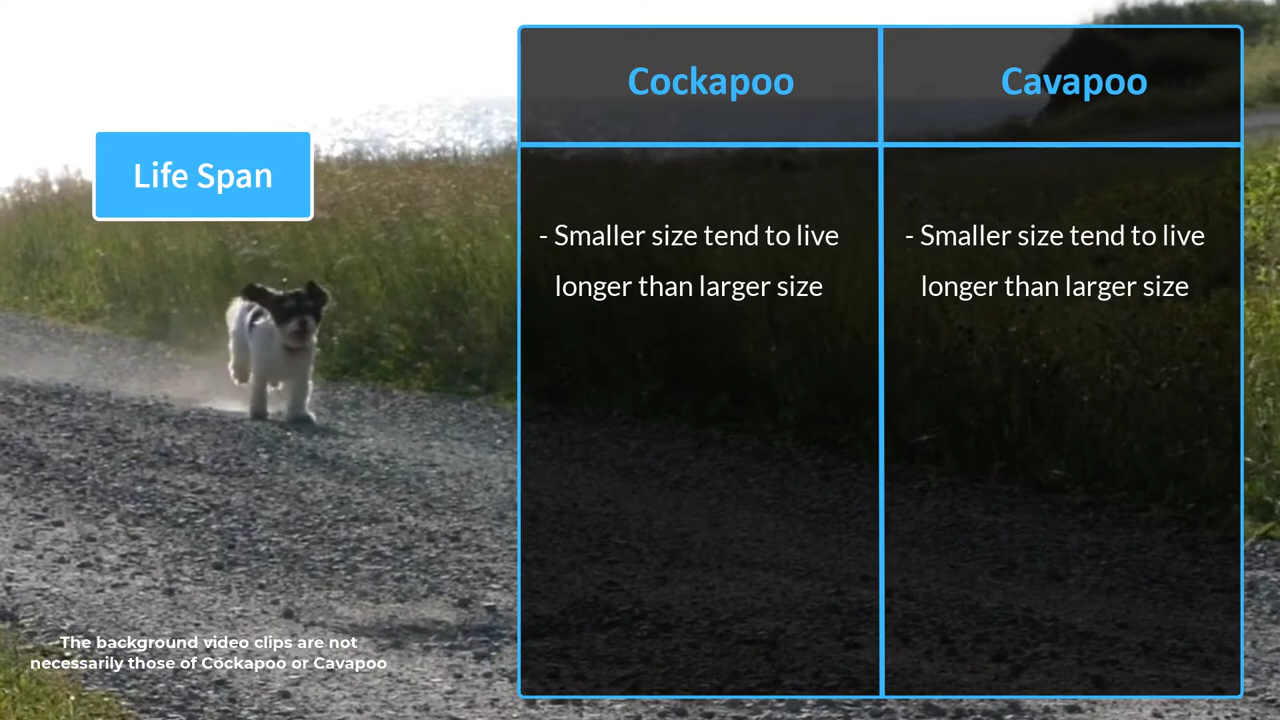 Life Span
Cockapoo
Cavapoo
- Smaller size tend to live
longer than larger size
- Smaller size tend to live
longer than larger size
The background video clips are not
necessarily those of Cockapoo or Cavapoo